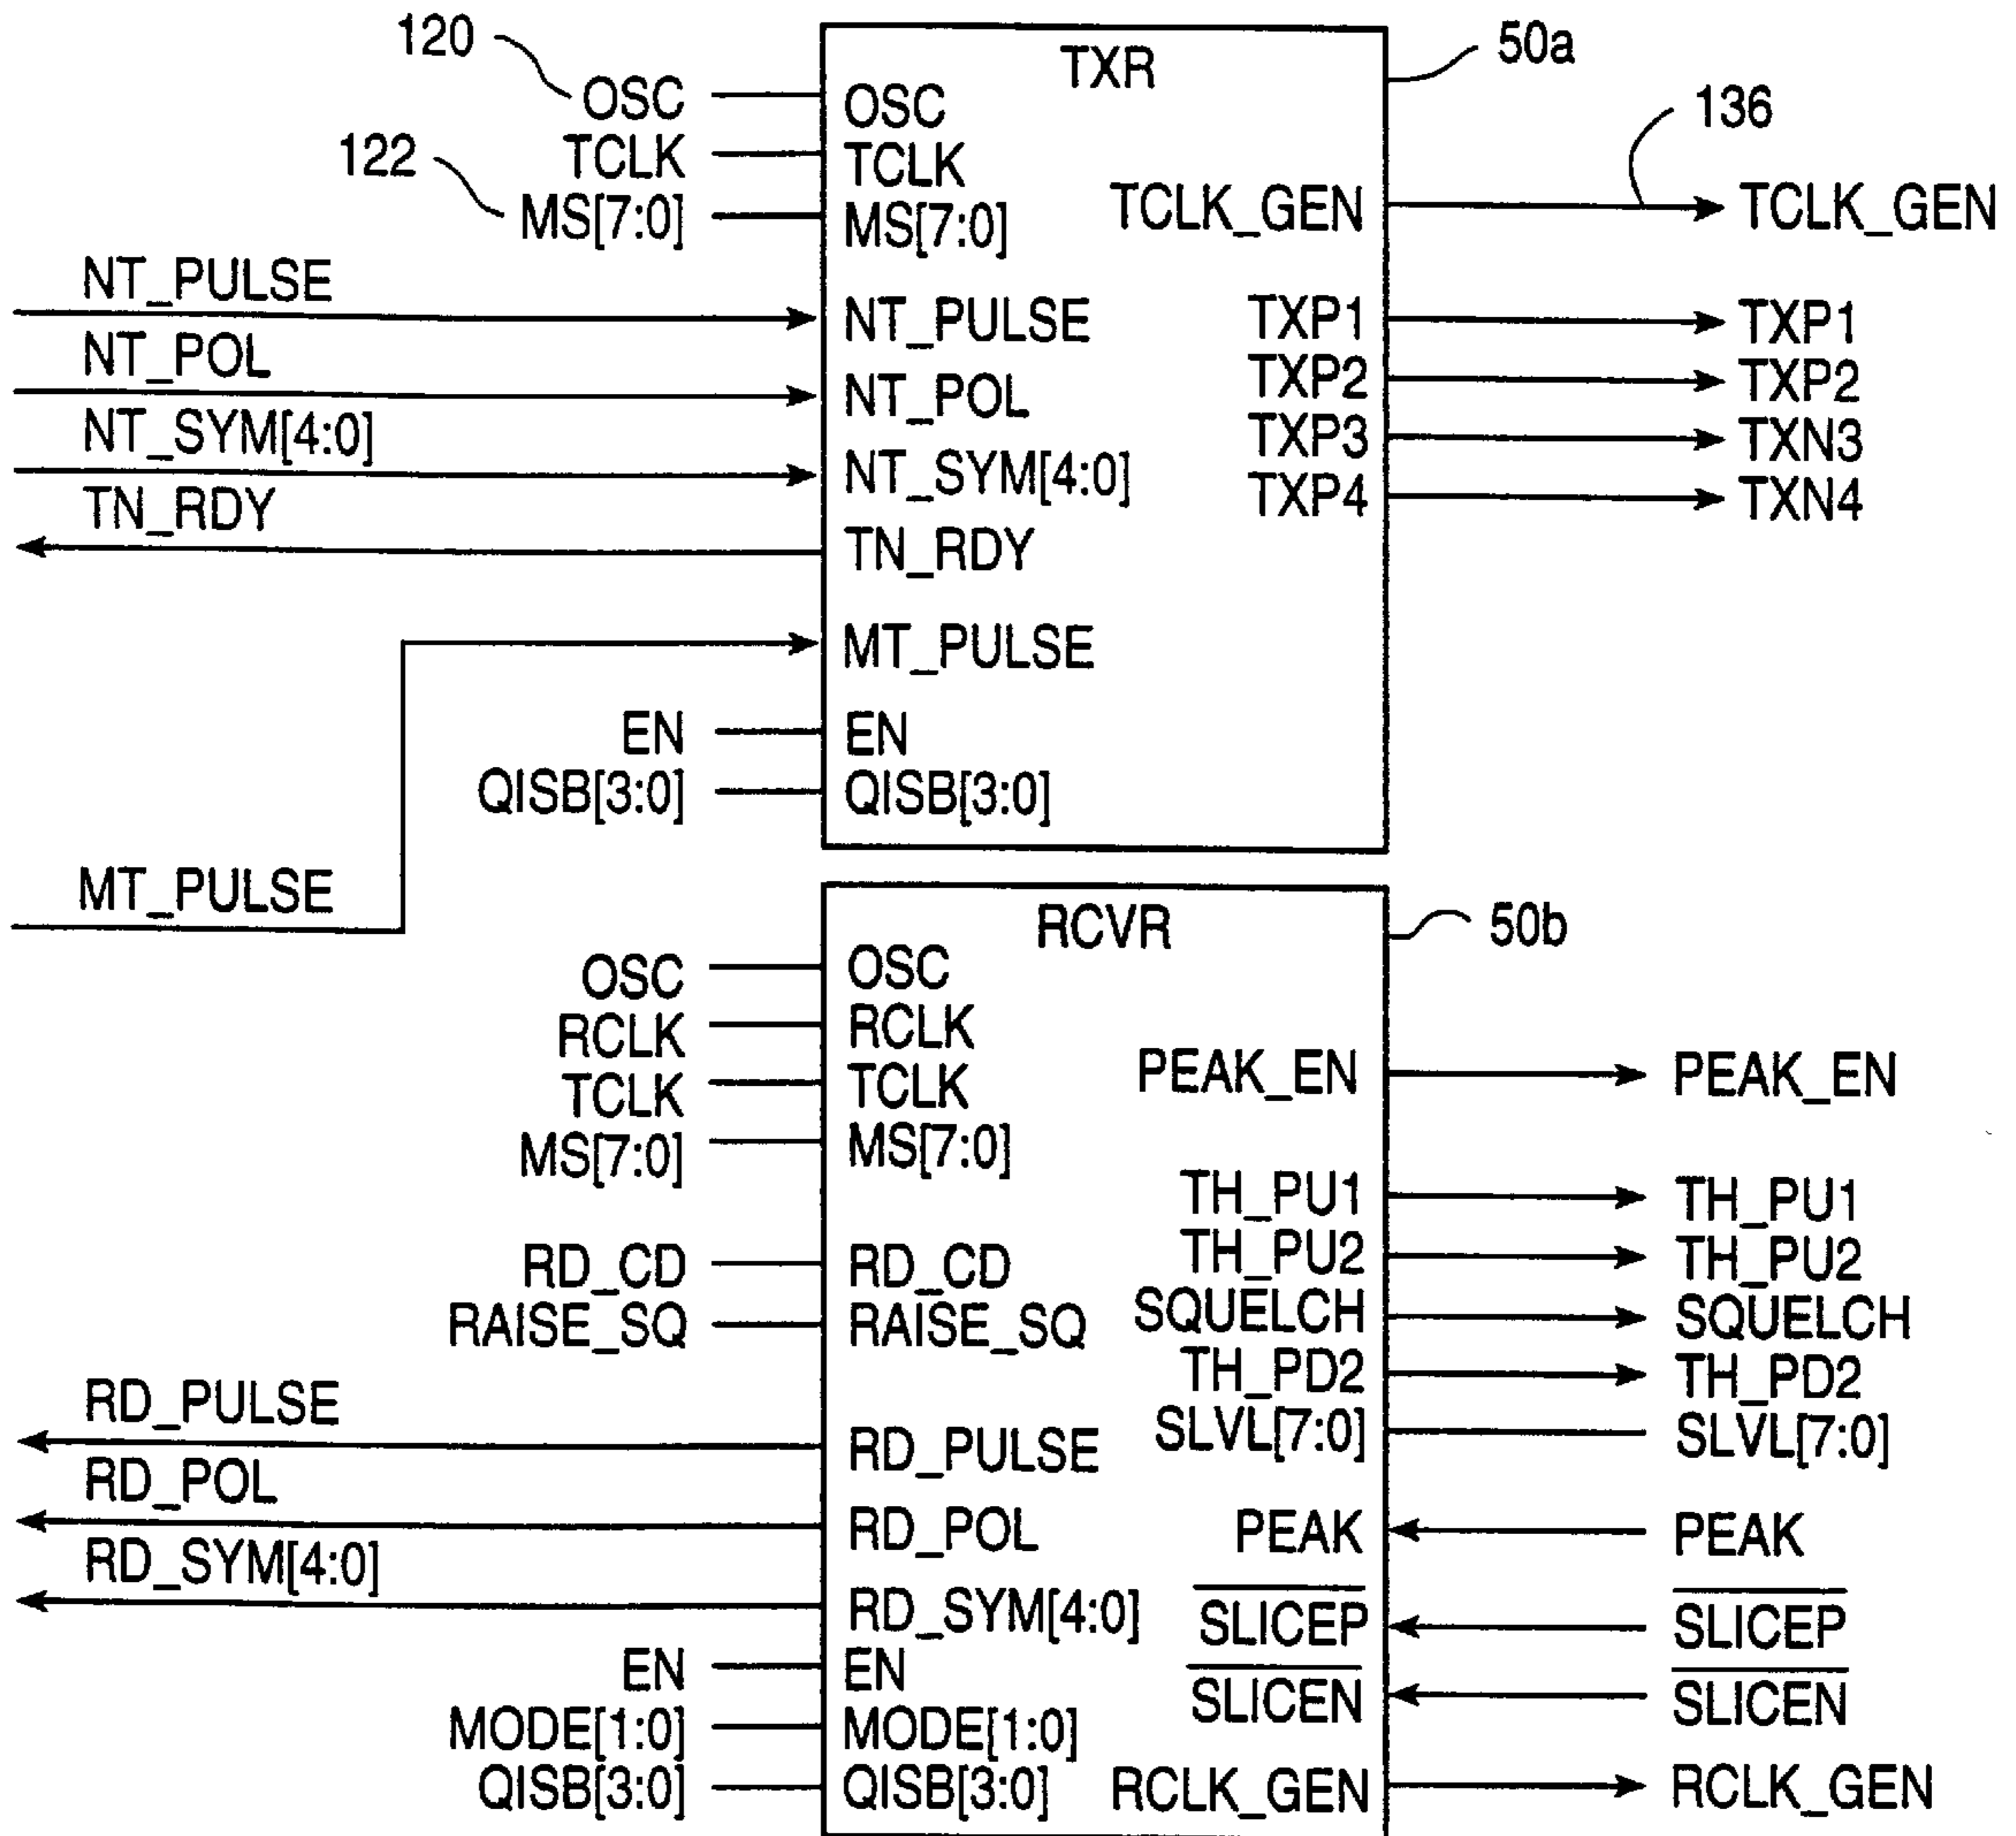 120
OSC
TCLK
122
MS[7:0]
NT_PULSE
NT_POL
NT_SYM[4:0]
TN_RDY
EN
QISB[3:0]
MT_PULSE
TXR
50a
OSC
TCLK
MS[7:0]
NT_PULSE
NT_POL
NT_SYM[4:0]
TN_RDY
MT_PULSE
EN
QISB[3:0]
136
TCLK_GEN TCLK_GEN
TXP1 TXP1
TXP2 TXP2
TXP3 TXN3
TXP4 TXN4
RCVR
50b
OSC
RCLK
TCLK
MS[7:0]
RD_CD
RAISE_SQ
RD_PULSE
RD_POL
RD_SYM[4:0]
EN
MODE[1:0]
QISB[3:0]
OSC
RCLK
TCLK
MS[7:0]
RD_CD
RAISE_SQ
RD_PULSE
RD_POL
RD_SYM[4:0]
EN
MODE[1:0]
QISB[3:0]
PEAK_EN PEAK_EN
TH_PU1 TH_PU1
TH_PU2 TH_PU2
SQUELCH SQUELCH
TH_PD2 TH_PD2
SLVL[7:0] SLVL[7:0]
PEAK PEAK
SLICEP SLICEP
SLICEN SLICEN
RCLK_GEN RCLK_GEN